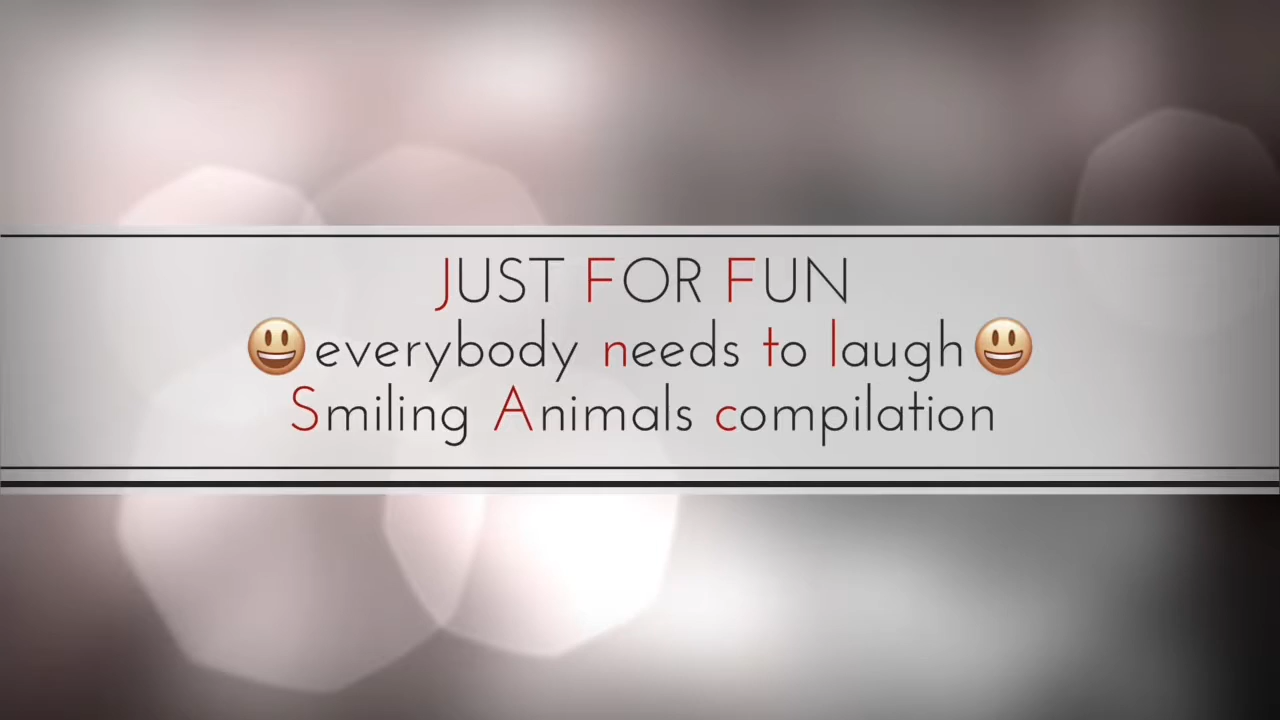 JUST FOR FUN
😃everybody needs to laugh😃
Smiling Animals compilation